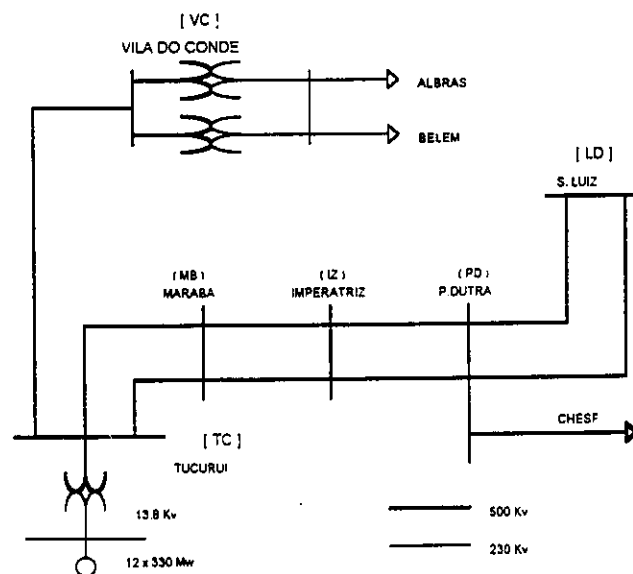 [ VC ]
VILA DO CONDE
ALBRAS
BELEM
[ LD ]
S. LUIZ
( MB ) ( IZ ) ( PD )
MARABA IMPERATRIZ P.DUTRA
CHESF
[ TC ]
TUCURUI
13.8 Kv
500 Kv
12 x 330 Mw
230 Kv